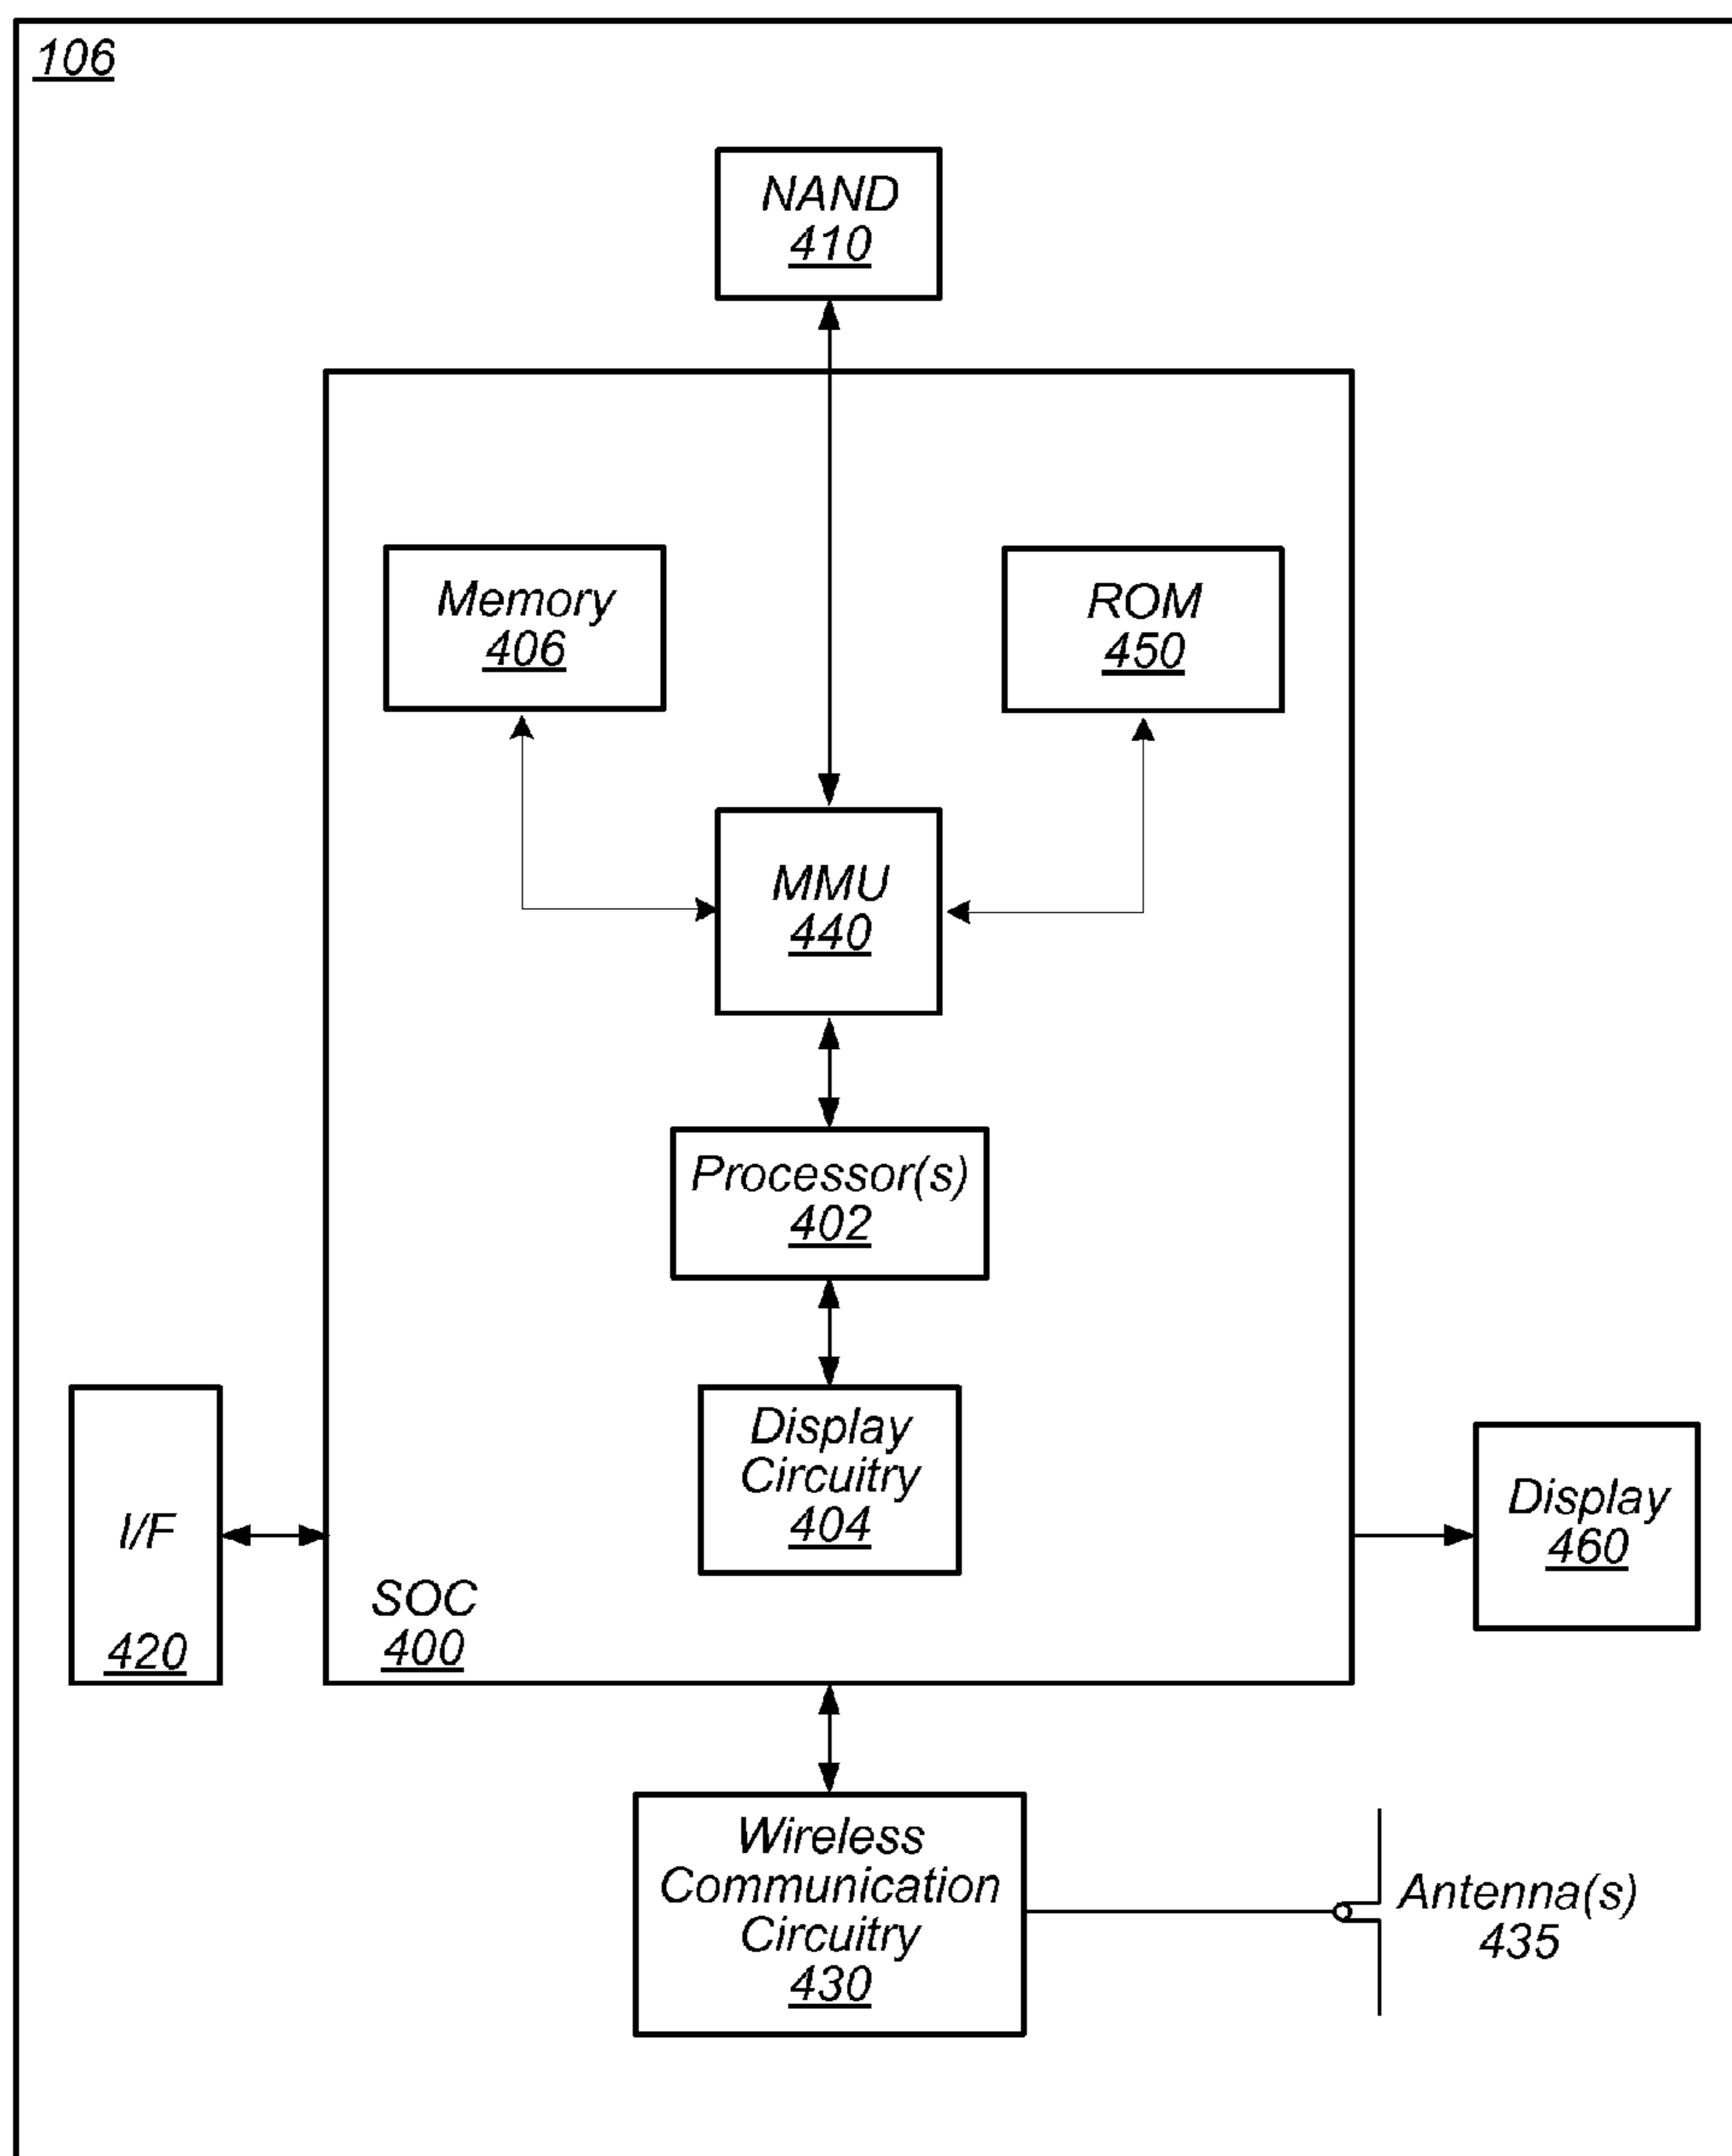 106
NAND
410
Memory
406
ROM
450
MMU
440
Processor(s)
402
Display
Circuitry
404
I/F
420
SOC
400
Display
460
Wireless
Communication
Circuitry
430
Antenna(s)
435